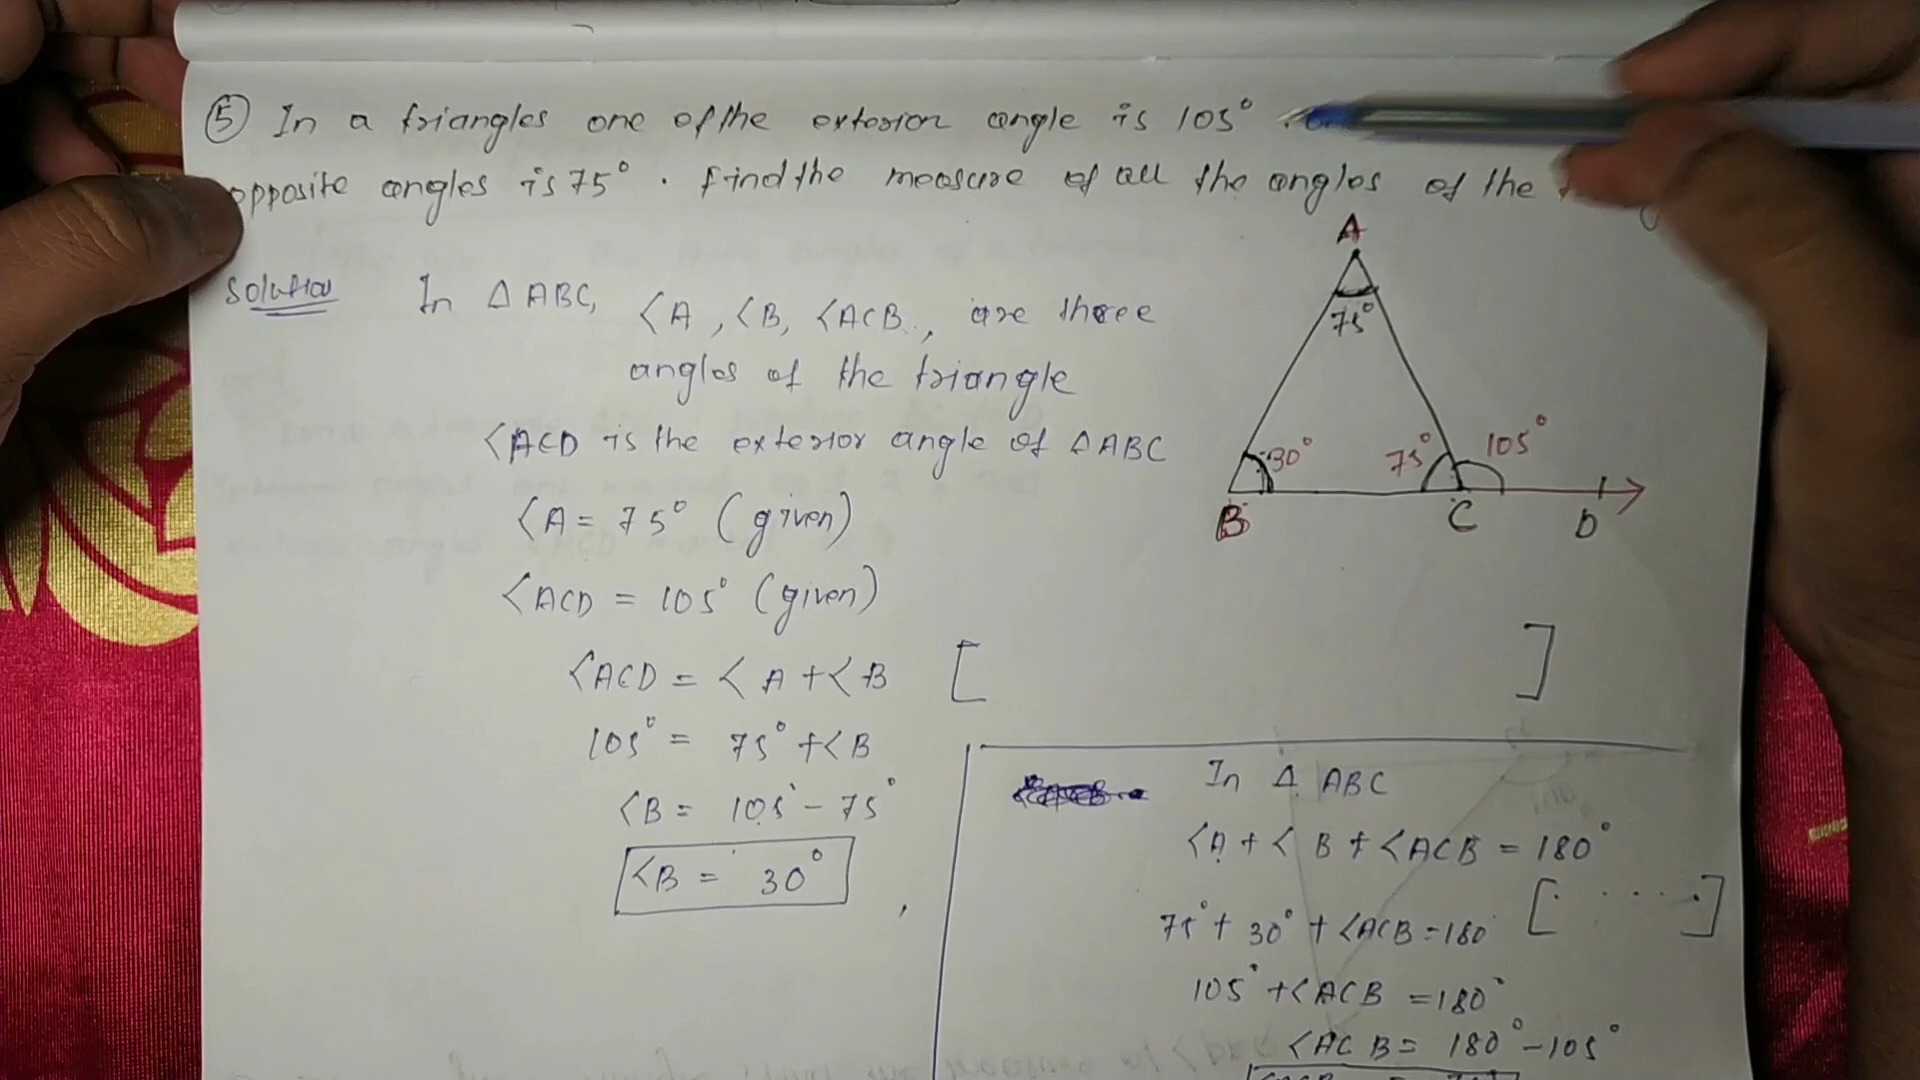 ⑤ In a triangles one of the exterior angle is 105°
opposite angles is 75° . find the measure of all the angles of the
Solution In △ ABC, <A, <B, <ACB, are three
angles of the triangle
<ACD is the exterior angle of △ABC
<A = 75° (given)
<ACD = 105° (given)
<ACD = <A + <B [ ]
105° = 75° + <B
<B = 105° - 75°
<B = 30°
A
75°
30°
75°
105°
B
C
D
In △ ABC
<A + <B + <ACB = 180°
75° + 30° + <ACB = 180 [ . . . . . ]
105° + <ACB = 180°
<ACB = 180° - 105°